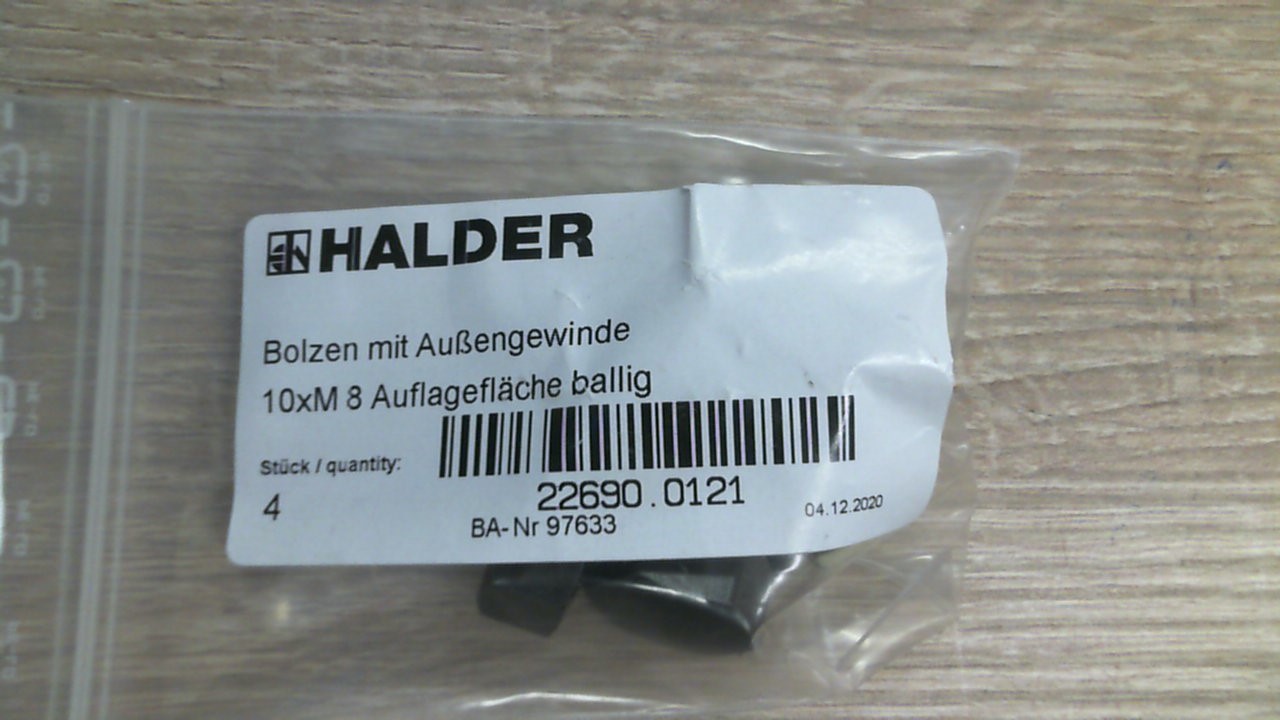 HALDER
Bolzen mit Außengewinde
10xM 8 Auflagefläche ballig
Stück / quantity:
4
22690.0121
BA-Nr 97633
04.12.2020